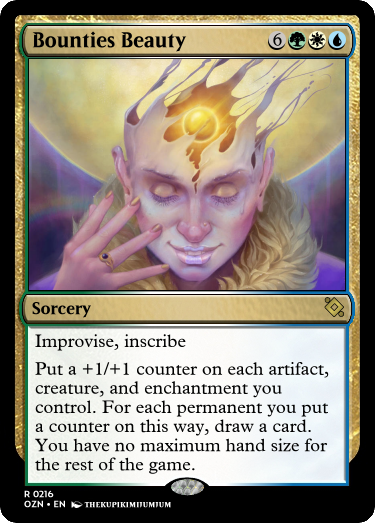 Bounties Beauty 6
Sorcery
Improvise, inscribe
Put a +1/+1 counter on each artifact,
creature, and enchantment you
control. For each permanent you put
a counter on this way, draw a card.
You have no maximum hand size for
the rest of the game.
R 0216
OZN • EN THEKUPIKIMIJUMJUM